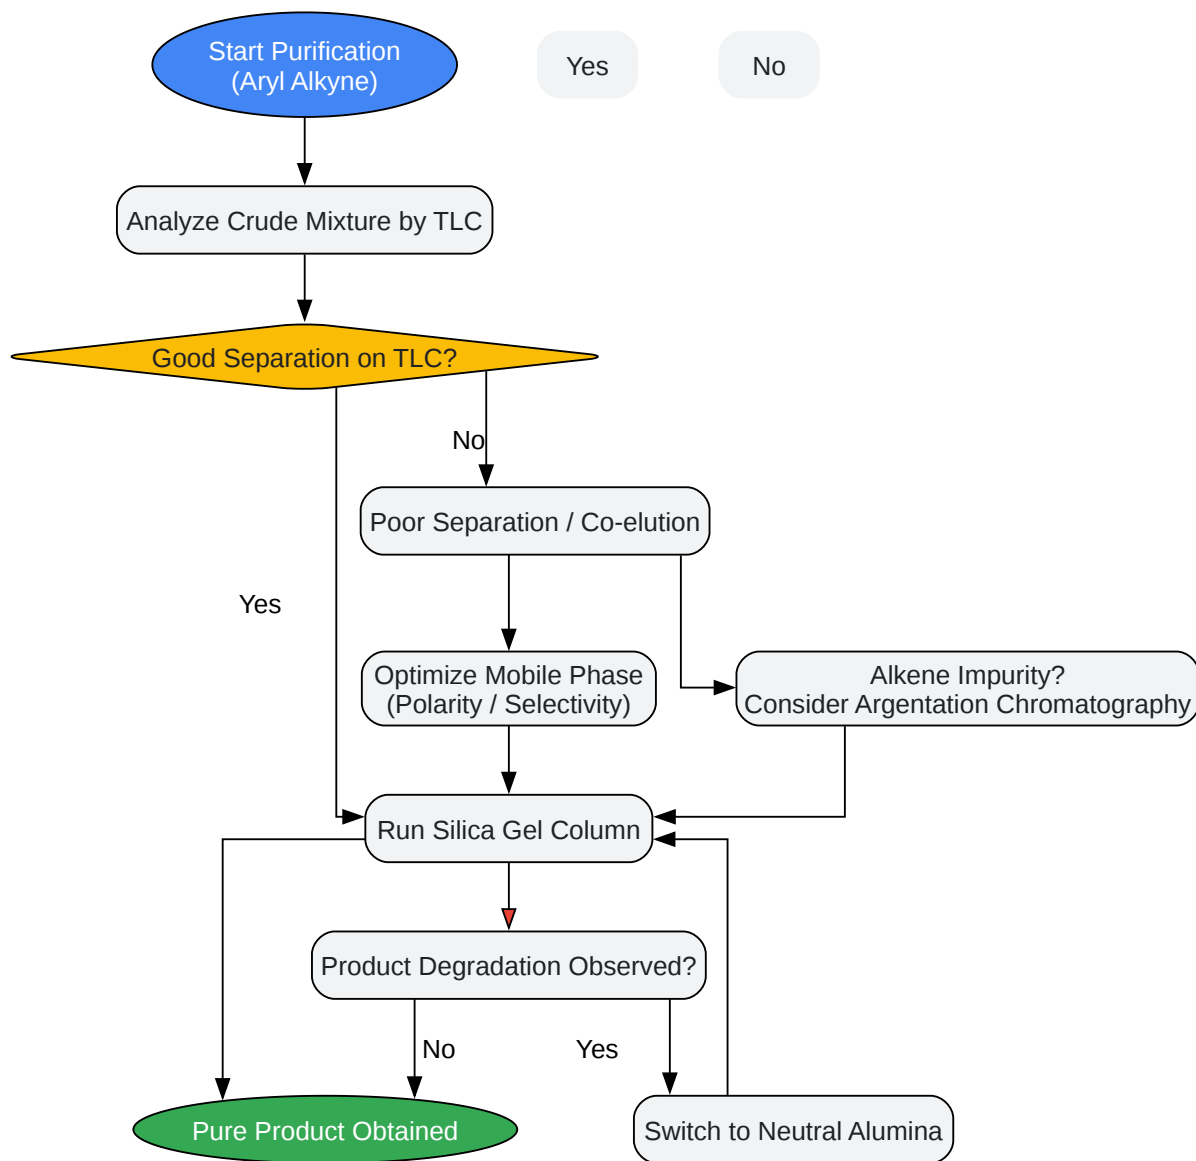 Start Purification
(Aryl Alkyne)
Yes
No
Analyze Crude Mixture by TLC
Good Separation on TLC?
No
Poor Separation / Co-elution
Yes
Optimize Mobile Phase
(Polarity / Selectivity)
Alkene Impurity?
Consider Argentation Chromatography
Run Silica Gel Column
Product Degradation Observed?
No
Yes
Pure Product Obtained
Switch to Neutral Alumina